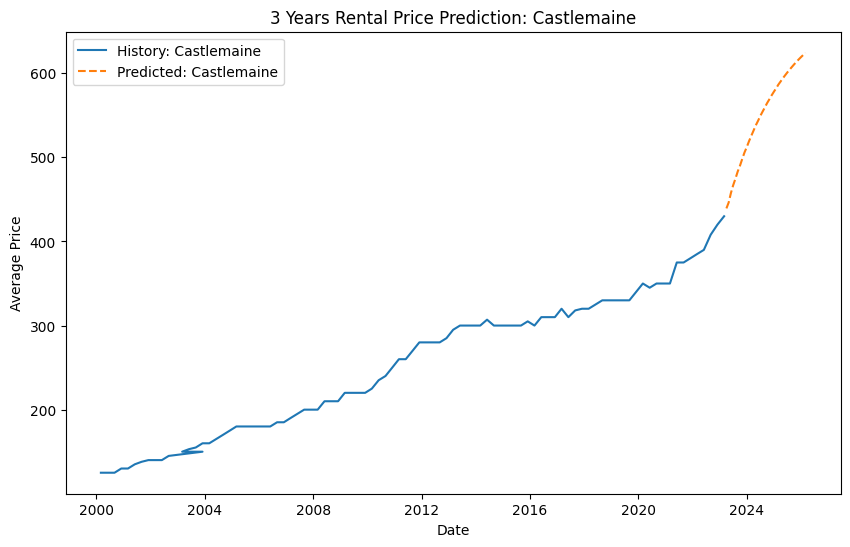 3 Years Rental Price Prediction: Castlemaine
History: Castlemaine
Predicted: Castlemaine
Average Price
600
500
400
300
200
2000
2004
2008
2012
2016
2020
2024
Date